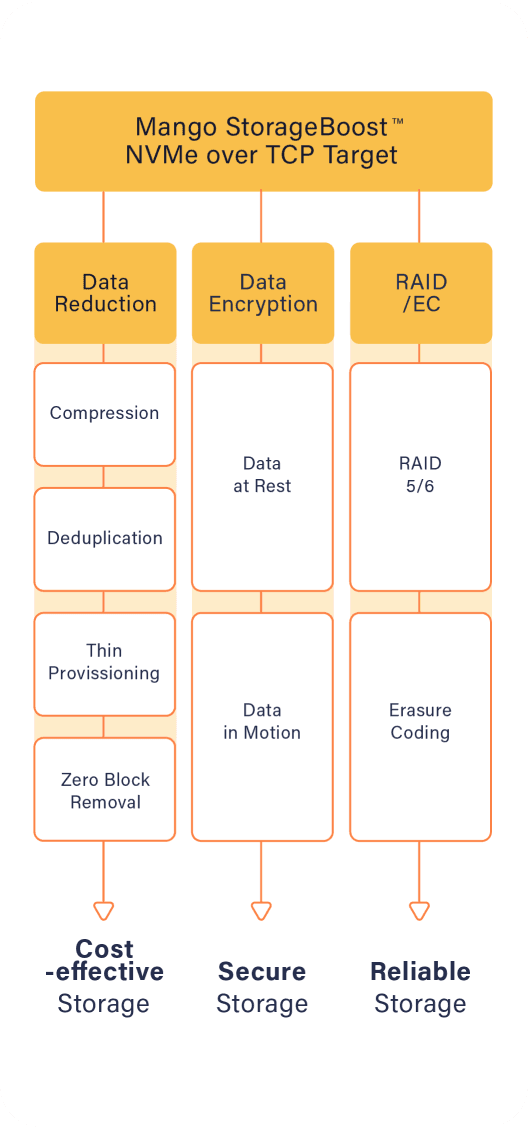 Mango StorageBoost™
NVMe over TCP Target
Data
Reduction
Compression
Deduplication
Thin
Provissioning
Zero Block
Removal
Cost
-effective
Storage
Data
Encryption
Data
at Rest
Data
in Motion
Secure
Storage
RAID
/EC
RAID
5/6
Erasure
Coding
Reliable
Storage